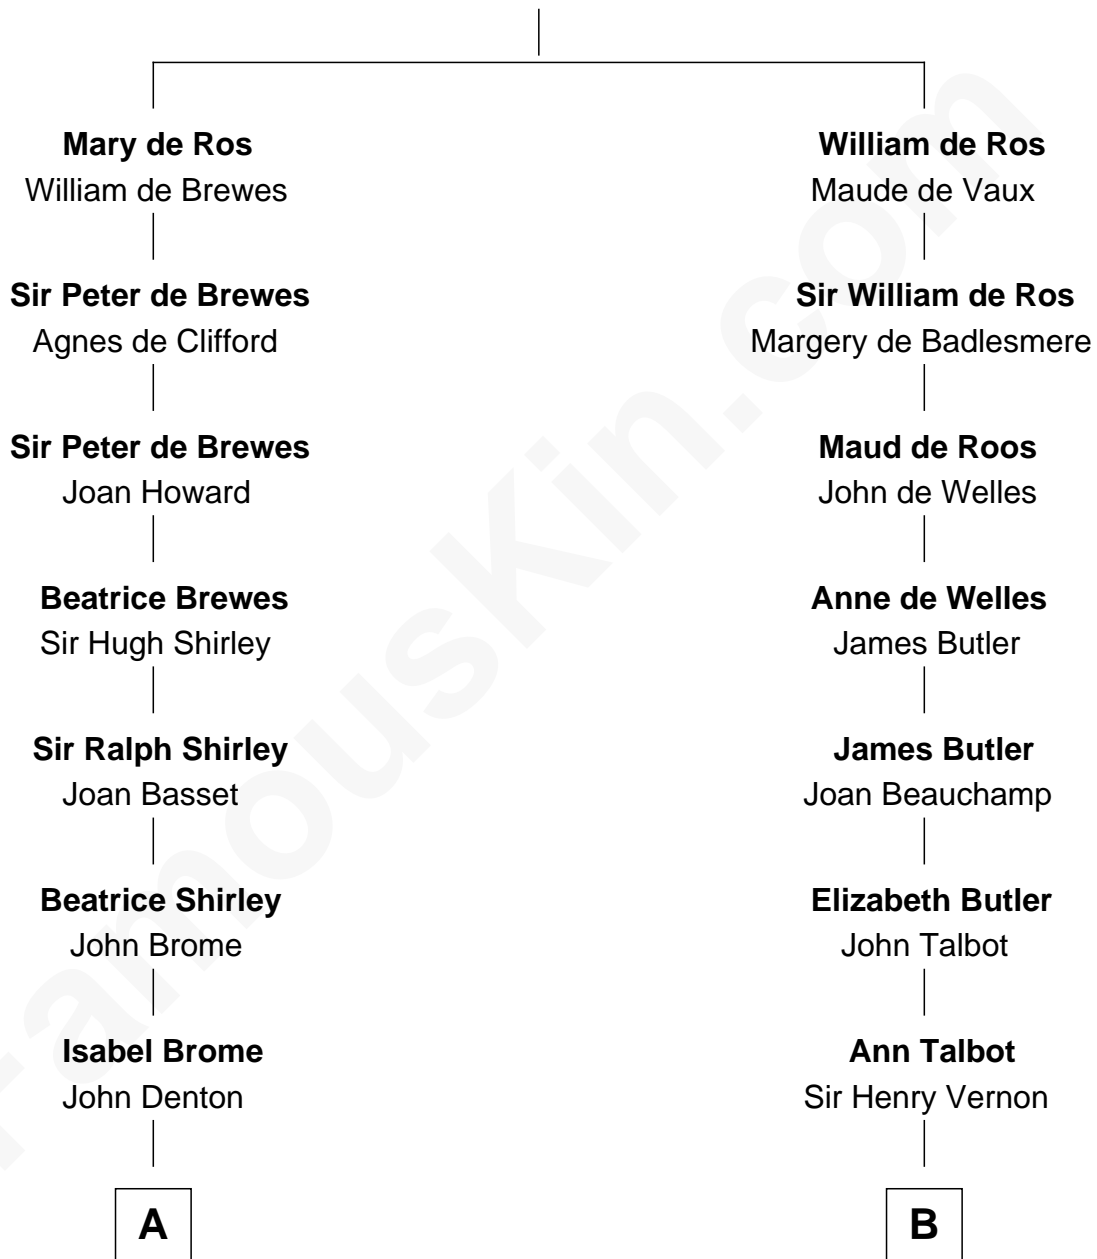 Mary de Ros
William de Brewes
Sir Peter de Brewes
Agnes de Clifford
Sir Peter de Brewes
Joan Howard
Beatrice Brewes
Sir Hugh Shirley
Sir Ralph Shirley
Joan Basset
Beatrice Shirley
John Brome
Isabel Brome
John Denton
A
William de Ros
Maude de Vaux
Sir William de Ros
Margery de Badlesmere
Maud de Roos
John de Welles
Anne de Welles
James Butler
James Butler
Joan Beauchamp
Elizabeth Butler
John Talbot
Ann Talbot
Sir Henry Vernon
B
FamousKin.com